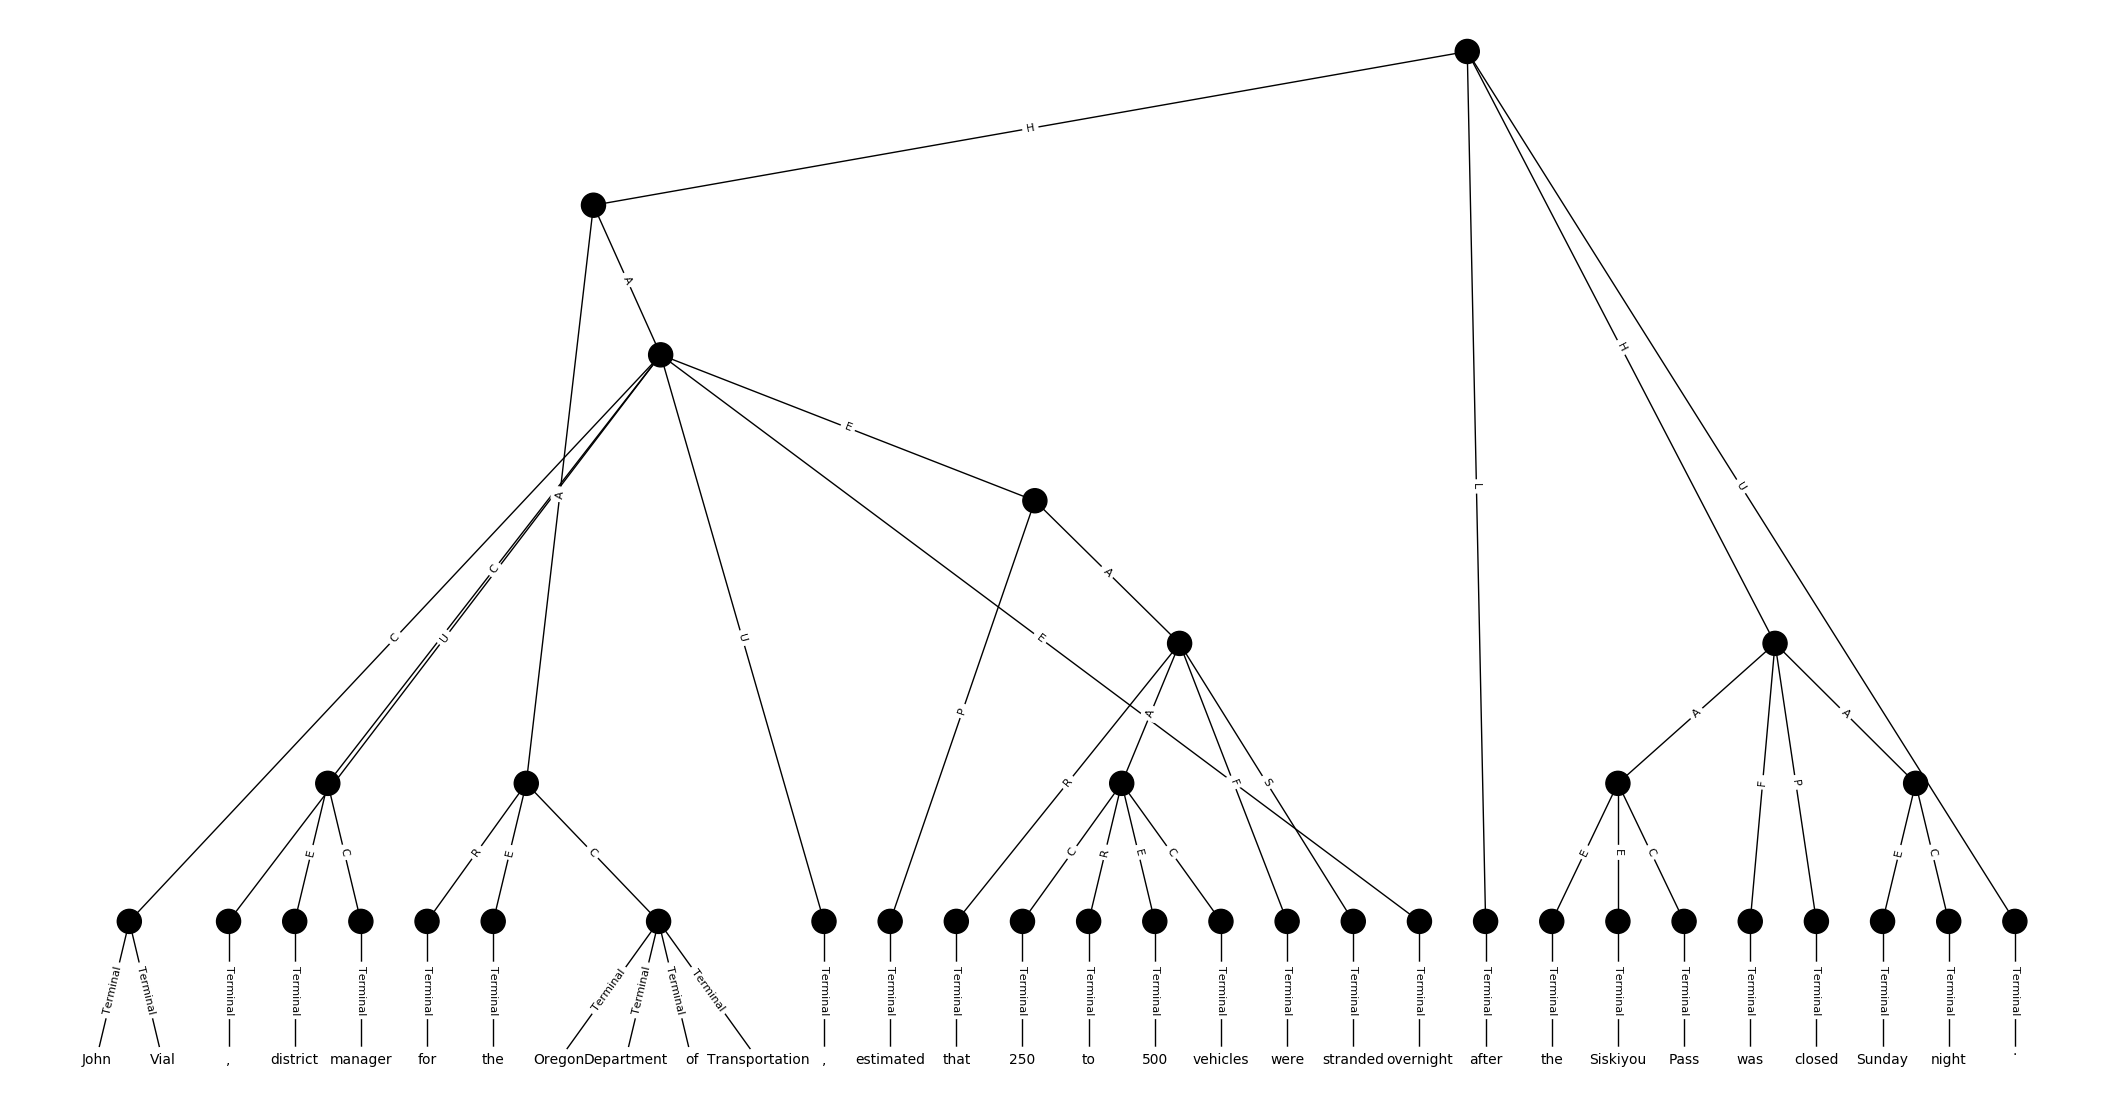 H
A
E
A
C
A
L
H
U
C
U
U
E
A
P
A
A
A
R
F
S
F
P
E
C
R
E
C
C
R
E
C
E
E
C
E
C
Terminal Terminal Terminal Terminal Terminal Terminal Terminal Terminal Terminal Terminal Terminal Terminal Terminal Terminal Terminal Terminal Terminal Terminal Terminal Terminal Terminal Terminal Terminal Terminal Terminal Terminal Terminal Terminal Terminal Terminal
John Vial , district manager for the Oregon Department of Transportation , estimated that 250 to 500 vehicles were stranded overnight after the Siskiyou Pass was closed Sunday night .